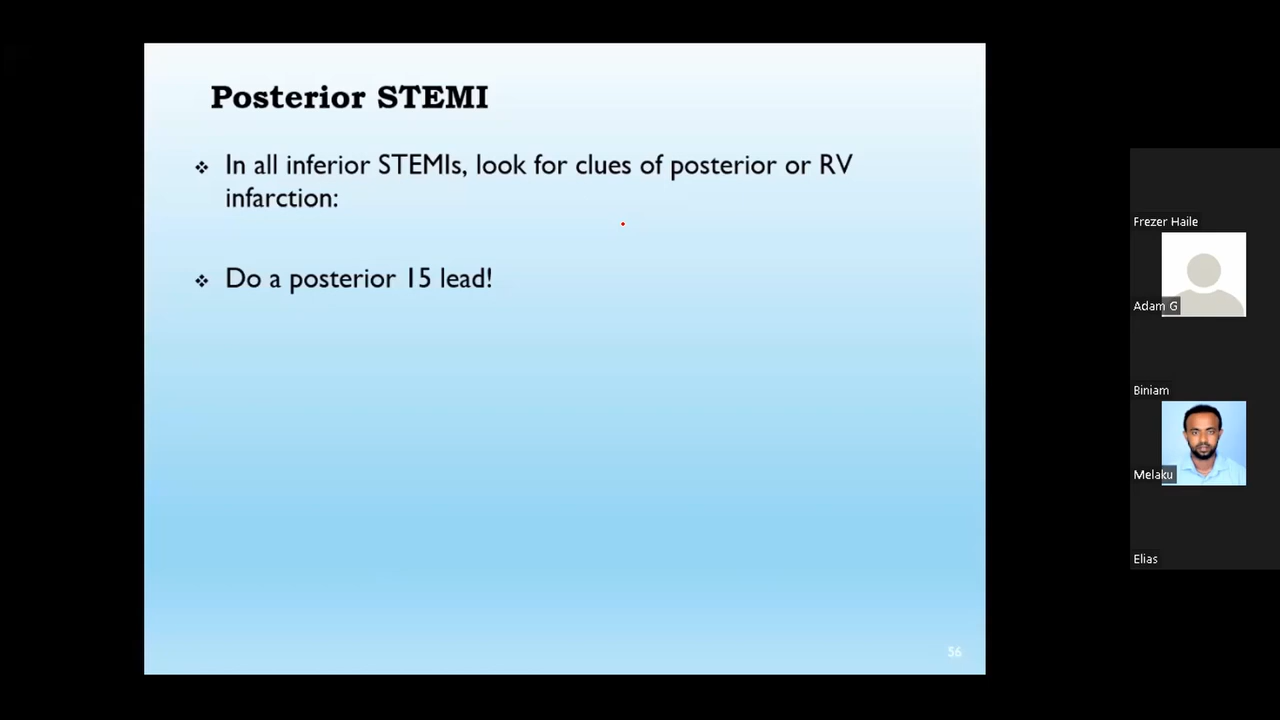 Posterior STEMI
❖ In all inferior STEMIs, look for clues of posterior or RV
infarction:
❖ Do a posterior 15 lead!
56
Frezer Haile
Adam G
Biniam
Melaku
Elias